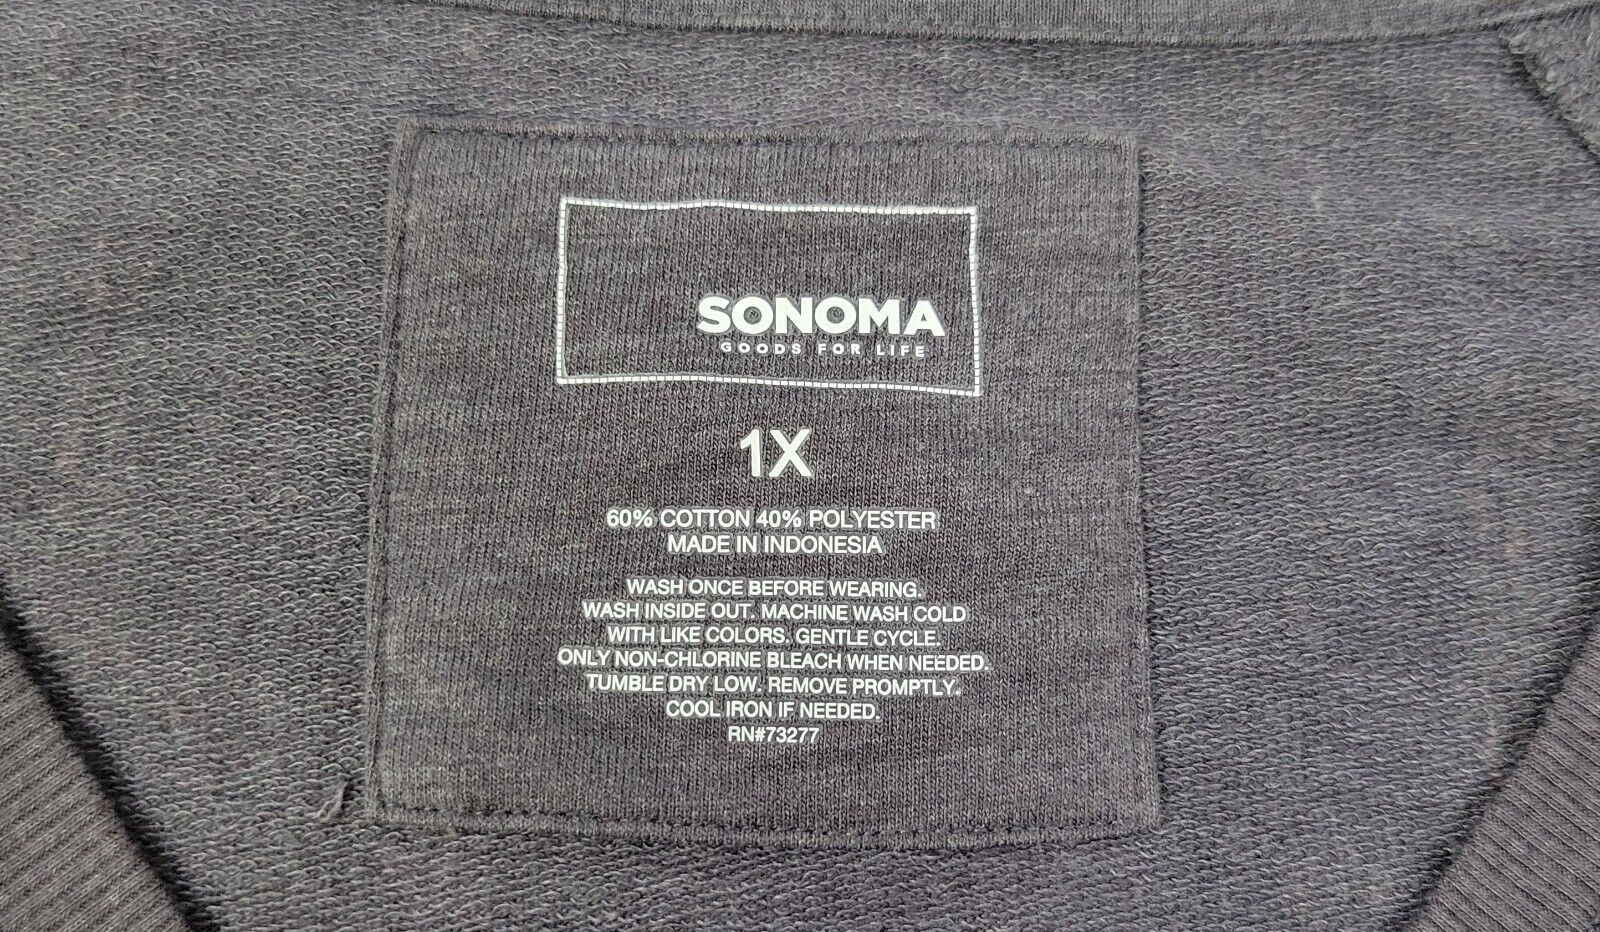 SONOMA
GOODS FOR LIFE
1X
60% COTTON 40% POLYESTER
MADE IN INDONESIA
WASH ONCE BEFORE WEARING.
WASH INSIDE OUT. MACHINE WASH COLD
WITH LIKE COLORS. GENTLE CYCLE.
ONLY NON-CHLORINE BLEACH WHEN NEEDED.
TUMBLE DRY LOW. REMOVE PROMPTLY.
COOL IRON IF NEEDED.
RN#73277